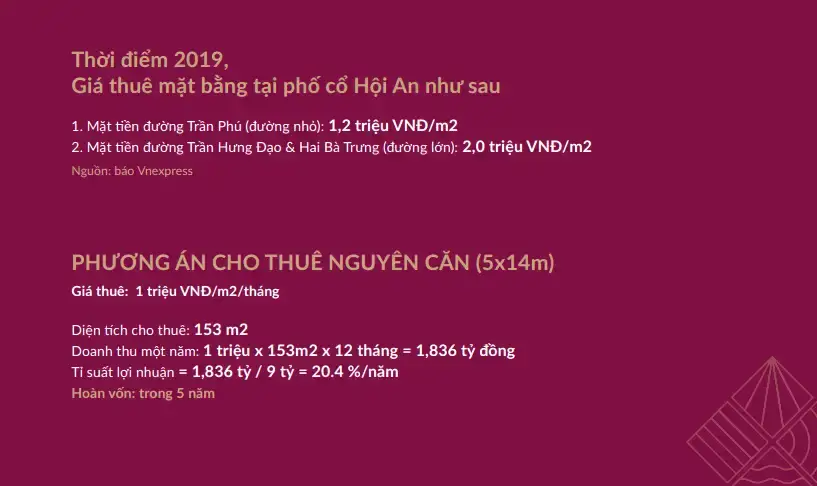 Thời điểm 2019,
Giá thuê mặt bằng tại phố cổ Hội An như sau
1. Mặt tiền đường Trần Phú (đường nhỏ): 1,2 triệu VNĐ/m2
2. Mặt tiền đường Trần Hưng Đạo & Hai Bà Trưng (đường lớn): 2,0 triệu VNĐ/m2
Nguồn: báo Vnexpress
PHƯƠNG ÁN CHO THUÊ NGUYÊN CĂN (5x14m)
Giá thuê: 1 triệu VNĐ/m2/tháng
Diện tích cho thuê: 153 m2
Doanh thu một năm: 1 triệu x 153m2 x 12 tháng = 1,836 tỷ đồng
Tỉ suất lợi nhuận = 1,836 tỷ / 9 tỷ = 20.4 %/năm
Hoàn vốn: trong 5 năm